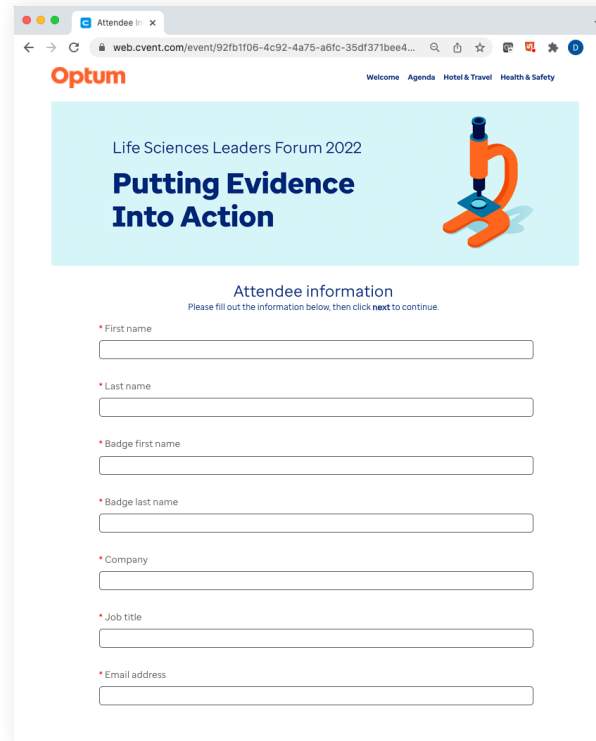 Attendee In
web.cvent.com/event/92fb1f06-4c92-4a75-a6fc-35df371bee4...
D
Optum
Welcome Agenda Hotel & Travel Health & Safety
Life Sciences Leaders Forum 2022
Putting Evidence
Into Action
Attendee information
Please fill out the information below, then click next to continue.
* First name
* Last name
* Badge first name
* Badge last name
* Company
* Job title
* Email address